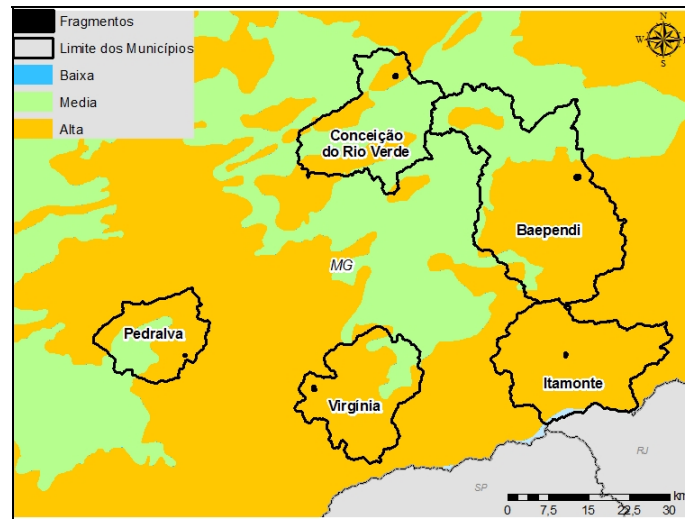 Fragmentos
Limite dos Municípios
Baixa
Media
Alta
N
W
S
Conceição
do Rio Verde
Baependi
MG
Pedralva
Virgínia
Itamonte
RJ
SP
km
0 7,5 15 22,5 30